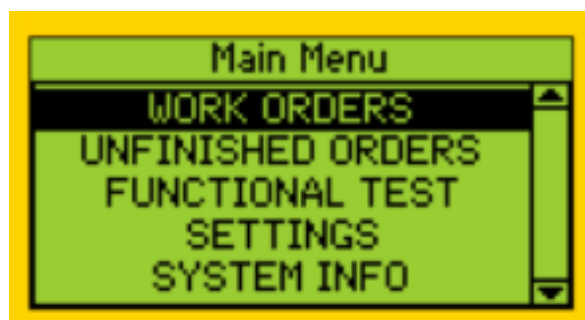 Main Menu
WORK ORDERS
UNFINISHED ORDERS
FUNCTIONAL TEST
SETTINGS
SYSTEM INFO